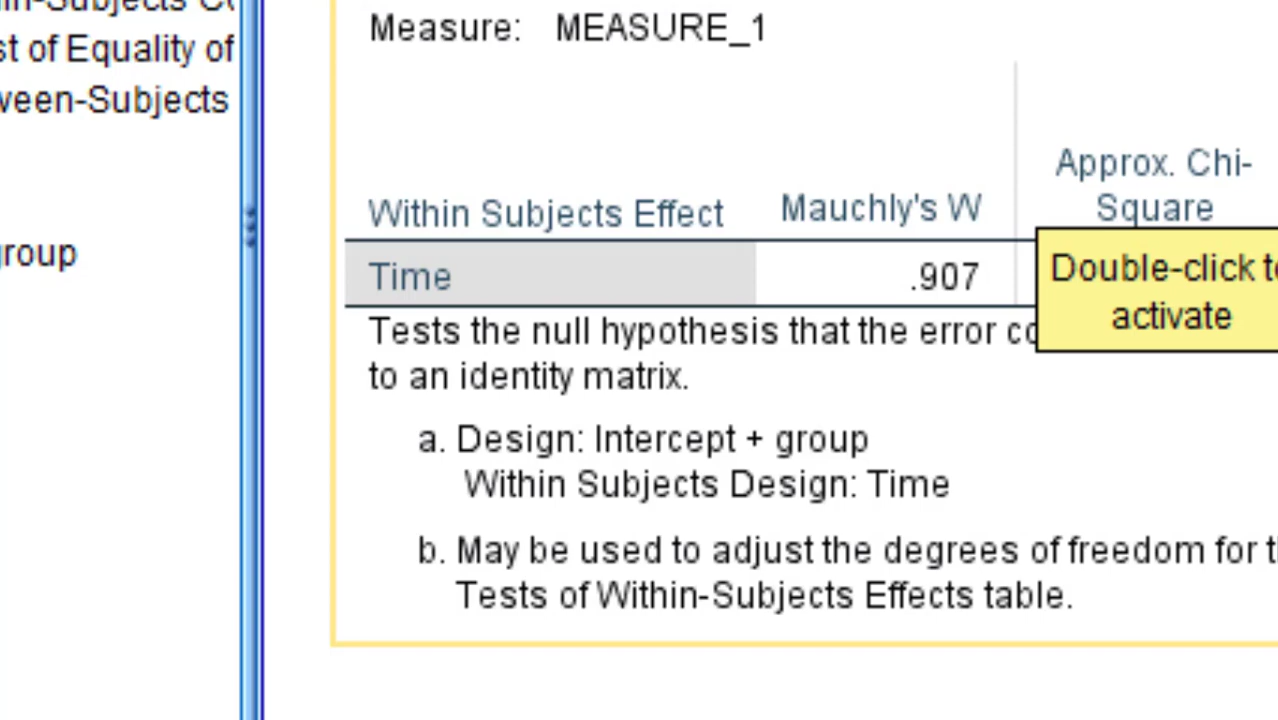 st of Equality of
ween-Subjects
group
Measure: MEASURE_1
Approx. Chi-
Square
Within Subjects Effect Mauchly's W
Time .907
Double-click to
activate
Tests the null hypothesis that the error
to an identity matrix.
a. Design: Intercept + group
Within Subjects Design: Time
b. May be used to adjust the degrees of freedom for
Tests of Within-Subjects Effects table.